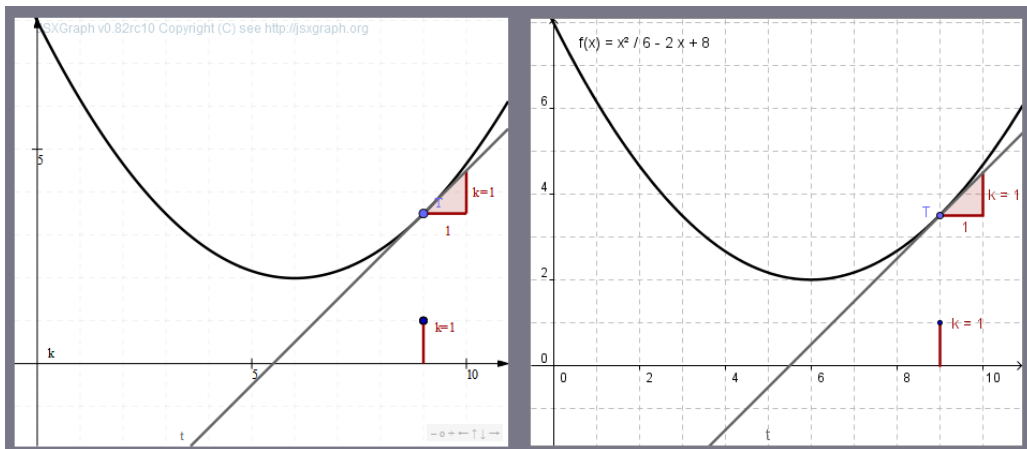 JSXGraph v0.82rc10 Copyright (C) see http://jsxgraph.org
5
T
k=1
1
k=1
k
5
10
t
– o + ← ↑ ↓ →
f(x) = x² / 6 - 2 x + 8
6
4
T
k = 1
1
2
k = 1
0
0
2
4
6
8
10
t